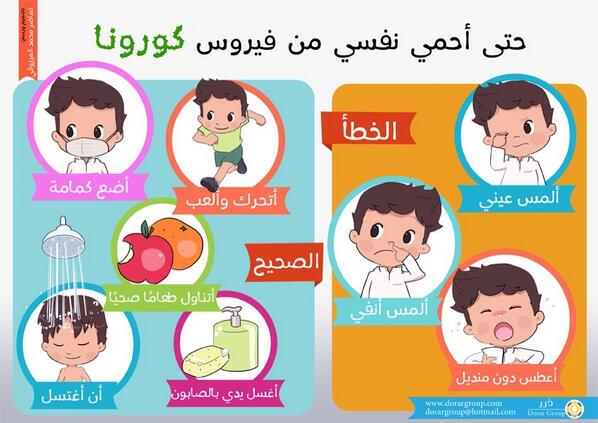 حتى أحمي نفسي من فيروس كورونا
الخطأ
ألمس عيني
ألمس أنفي
أعطس دون منديل
الصحيح
أضع كمامة
أتحرك وألعب
أتناول طعامًا صحيًا
أن أغتسل
أغسل يدي بالصابون
www.dorargroup.com
dorargroup@hotmail.com
درر
Dorar Group